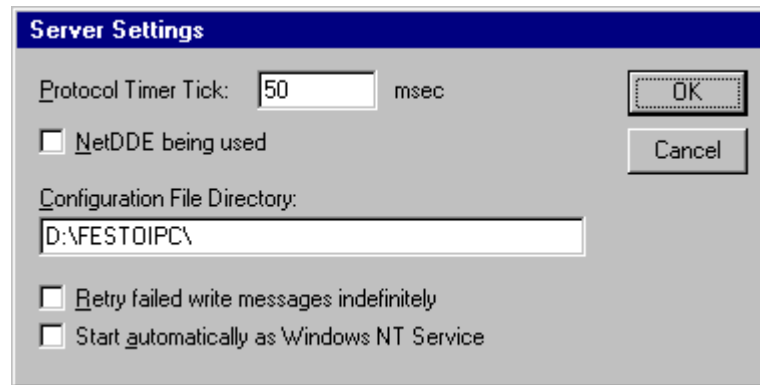 Server Settings
Protocol Timer Tick: 50 msec
OK
NetDDE being used
Cancel
Configuration File Directory:
D:\FESTOIPC\
Retry failed write messages indefinitely
Start automatically as Windows NT Service